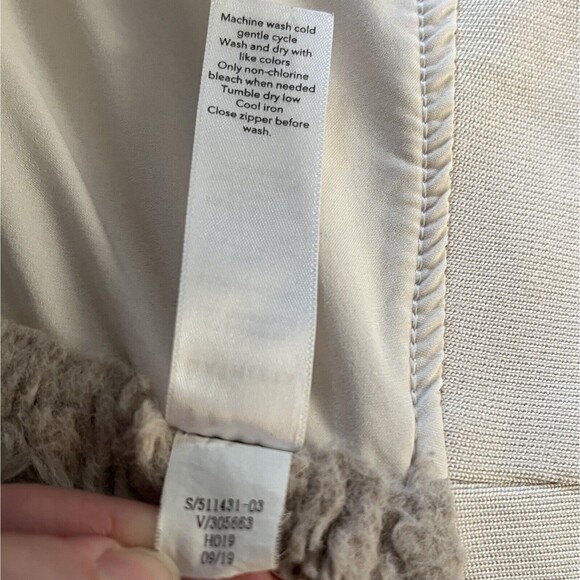 Machine wash cold
gentle cycle
Wash and dry with
like colors
Only non-chlorine
bleach when needed
Tumble dry low
Cool iron
Close zipper before
wash.
S/511431-03
V/305663
HO19
09/19